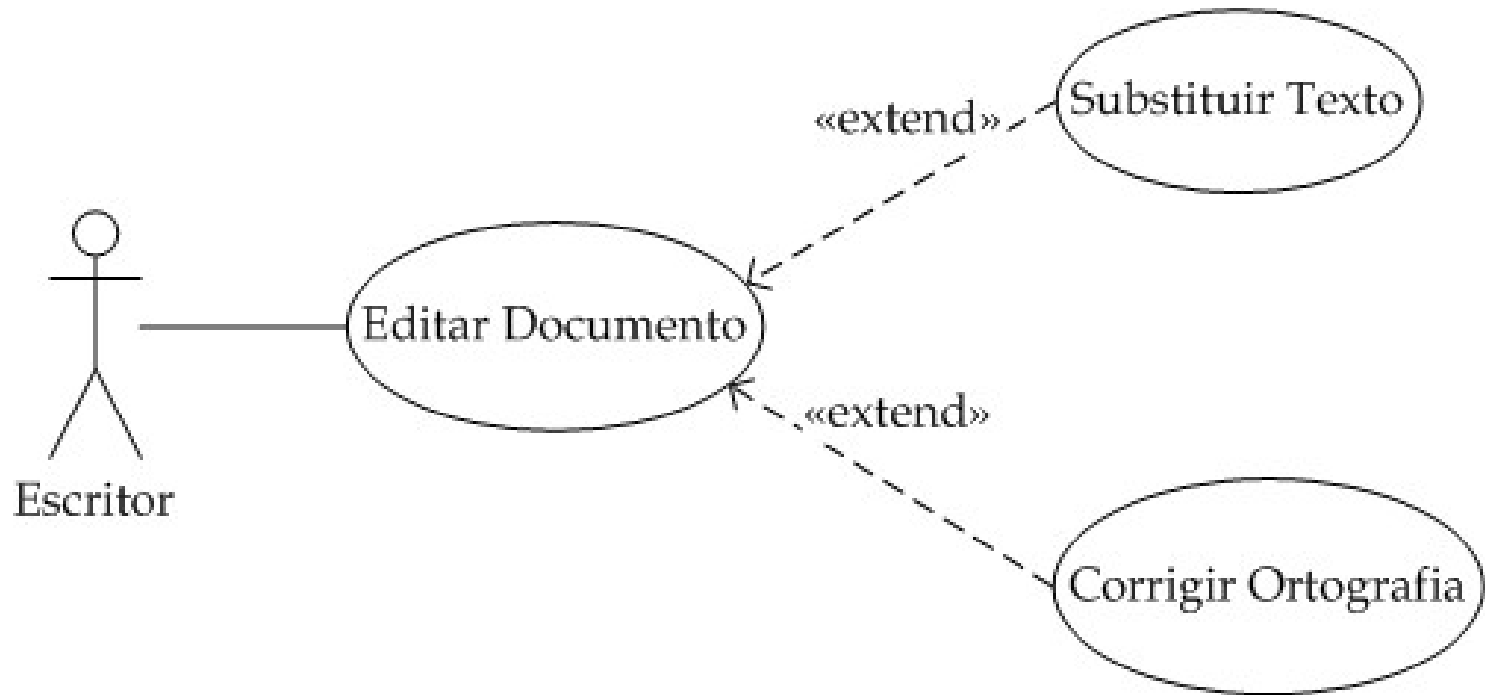 Substituir Texto
«extend»
Editar Documento
«extend»
Escritor
Corrigir Ortografia